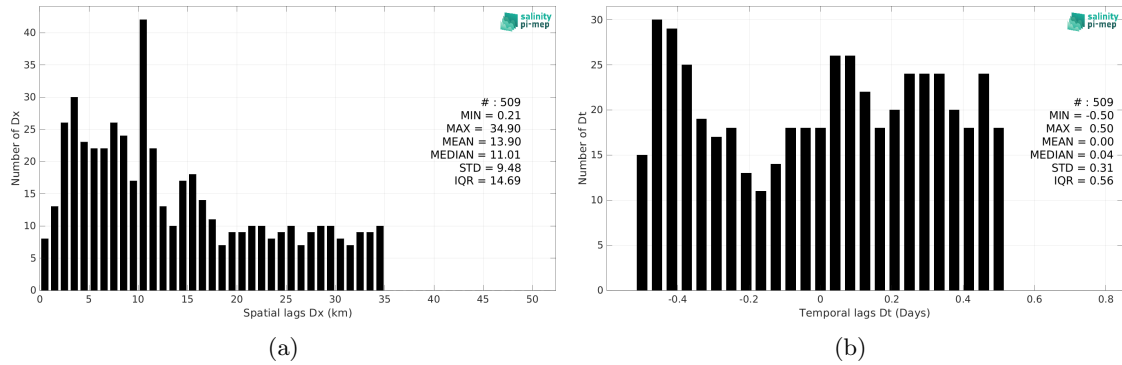 salinity
pi-mep
40
35
30
25
20
15
10
5
0
Number of Dx
# : 509
MIN = 0.21
MAX = 34.90
MEAN = 13.90
MEDIAN = 11.01
STD = 9.48
IQR = 14.69
0 5 10 15 20 25 30 35 40 45 50
Spatial lags Dx (km)
(a)
salinity
pi-mep
30
25
20
15
10
5
0
Number of Dt
# : 509
MIN = -0.50
MAX = 0.50
MEAN = 0.00
MEDIAN = 0.04
STD = 0.31
IQR = 0.56
-0.4 -0.2 0 0.2 0.4 0.6 0.8
Temporal lags Dt (Days)
(b)